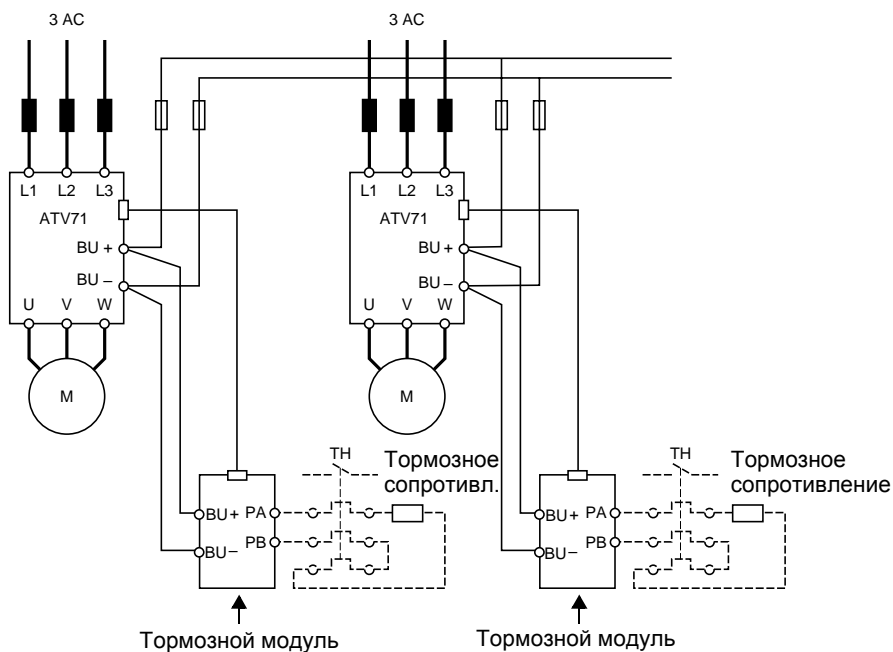 3 AC 3 AC
L1 L2 L3 L1 L2 L3
ATV71 ATV71
BU + BU +
BU – BU –
U V W U V W
M M
TH Тормозное TH Тормозное
сопротивл. сопротивление
BU+ PA BU+ PA
PB PB
BU– BU–
Тормозной модуль Тормозной модуль